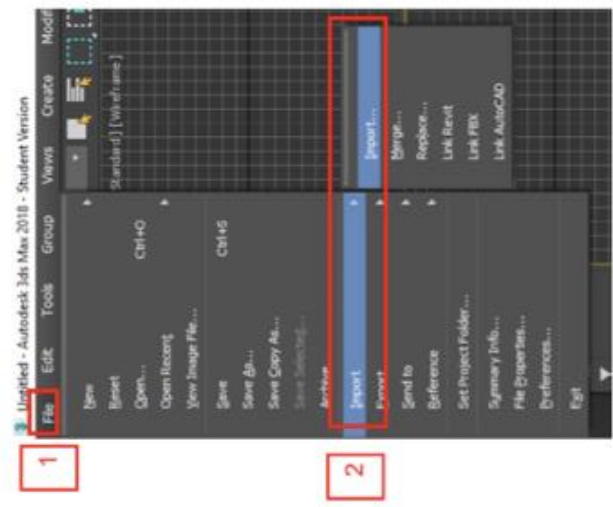 Untitled - Autodesk 3ds Max 2018 - Student Version
File Edit Tools Group Views Create Modif
1
New
Reset
Open... Ctrl+O
Open Recent
View Image File...
Save Ctrl+S
Save As...
Save Copy As...
Save Selected...
Archive
Import
Export
Send to
Reference
Set Project Folder...
Summary Info...
File Properties...
Preferences...
Exit
2
Standard ] [Wireframe ]
Import...
Merge...
Replace...
Link Revit
Link FBX
Link AutoCAD